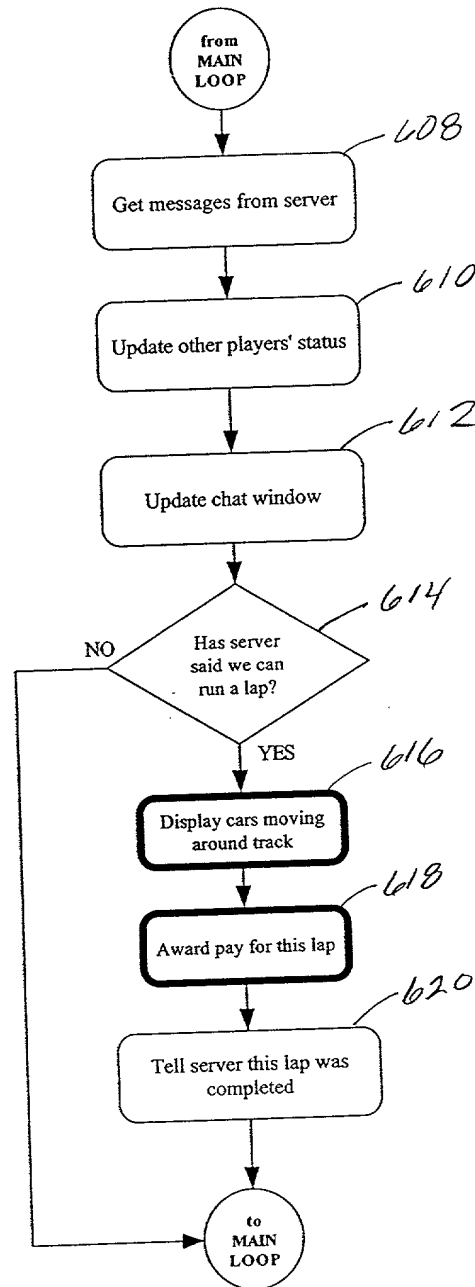 from
MAIN
LOOP
608
Get messages from server
610
Update other players' status
612
Update chat window
614
Has server
said we can
run a lap?
NO
YES
616
Display cars moving
around track
618
Award pay for this lap
620
Tell server this lap was
completed
to
MAIN
LOOP